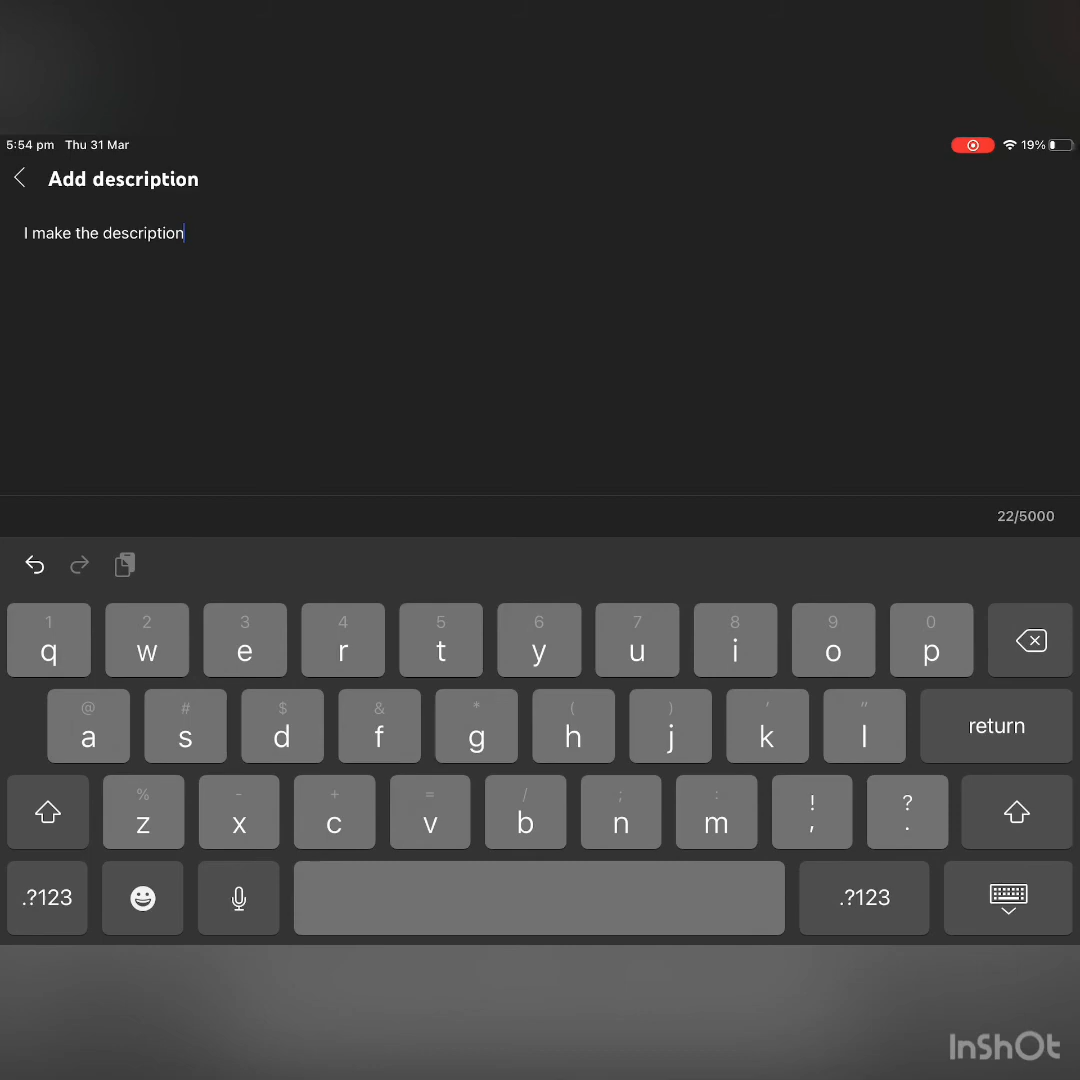 5:54 pm Thu 31 Mar 19%
Add description
I make the description
22/5000
1 2 3 4 5 6 7 8 9 0
q w e r t y u i o p
@ # $ & * ( ) ' "
a s d f g h j k l return
% - + = / ; : ! ?
z x c v b n m , .
.?123 .?123
InShOt